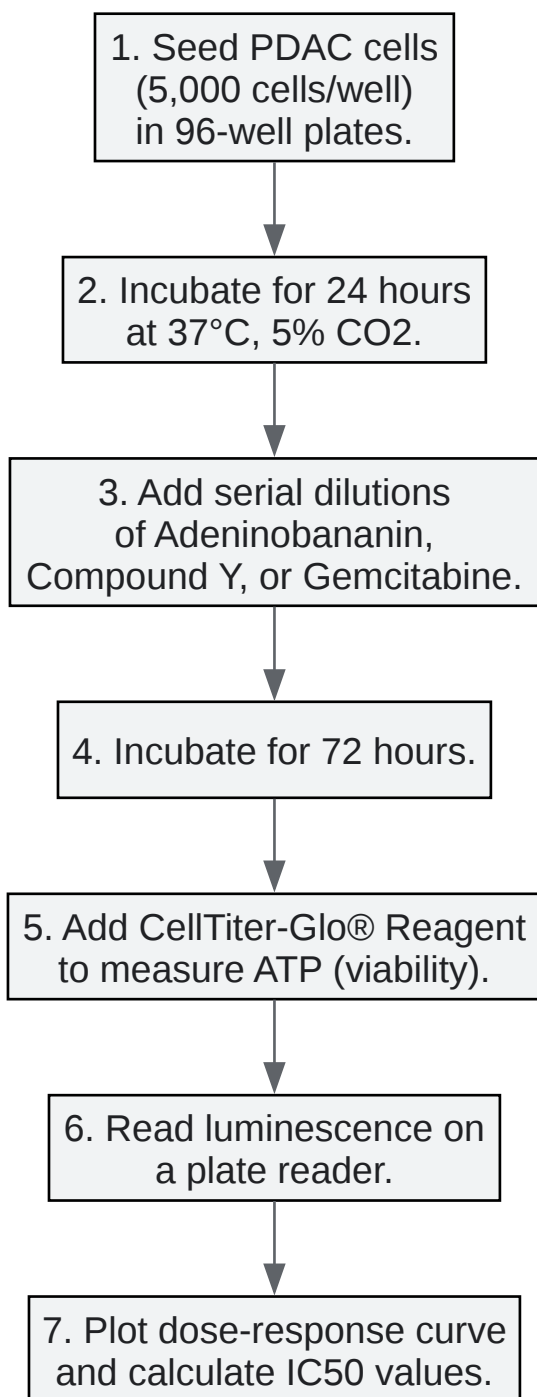 1. Seed PDAC cells
(5,000 cells/well)
in 96-well plates.
2. Incubate for 24 hours
at 37°C, 5% CO2.
3. Add serial dilutions
of Adeninobananin,
Compound Y, or Gemcitabine.
4. Incubate for 72 hours.
5. Add CellTiter-Glo® Reagent
to measure ATP (viability).
6. Read luminescence on
a plate reader.
7. Plot dose-response curve
and calculate IC50 values.